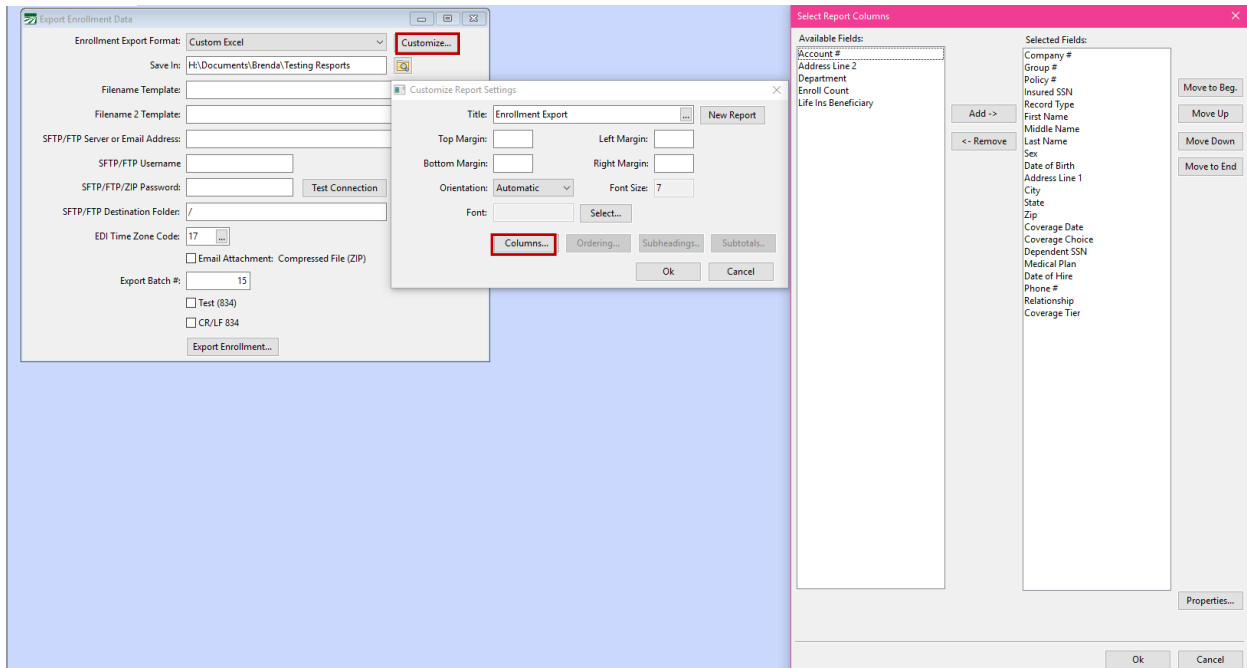 Export Enrollment Data
Enrollment Export Format: Custom Excel Customize...
Save In: H:\Documents\Brenda\Testing Resports
Filename Template:
Filename 2 Template:
SFTP/FTP Server or Email Address:
SFTP/FTP Username
SFTP/FTP/ZIP Password: Test Connection
SFTP/FTP Destination Folder: /
EDI Time Zone Code: 17 ...
Email Attachment: Compressed File (ZIP)
Export Batch #: 15
Test (834)
CR/LF 834
Export Enrollment...
Customize Report Settings
Title: Enrollment Export ... New Report
Top Margin: Left Margin:
Bottom Margin: Right Margin:
Orientation: Automatic Font Size: 7
Font: Select...
Columns... Ordering... Subheadings.. Subtotals..
Ok Cancel
Select Report Columns
Available Fields:
Account #
Address Line 2
Department
Enroll Count
Life Ins Beneficiary
Add ->
<- Remove
Selected Fields:
Company #
Group #
Policy #
Insured SSN
Record Type
First Name
Middle Name
Last Name
Sex
Date of Birth
Address Line 1
City
State
Zip
Coverage Date
Coverage Choice
Dependent SSN
Medical Plan
Date of Hire
Phone #
Relationship
Coverage Tier
Move to Beg.
Move Up
Move Down
Move to End
Properties...
Ok Cancel